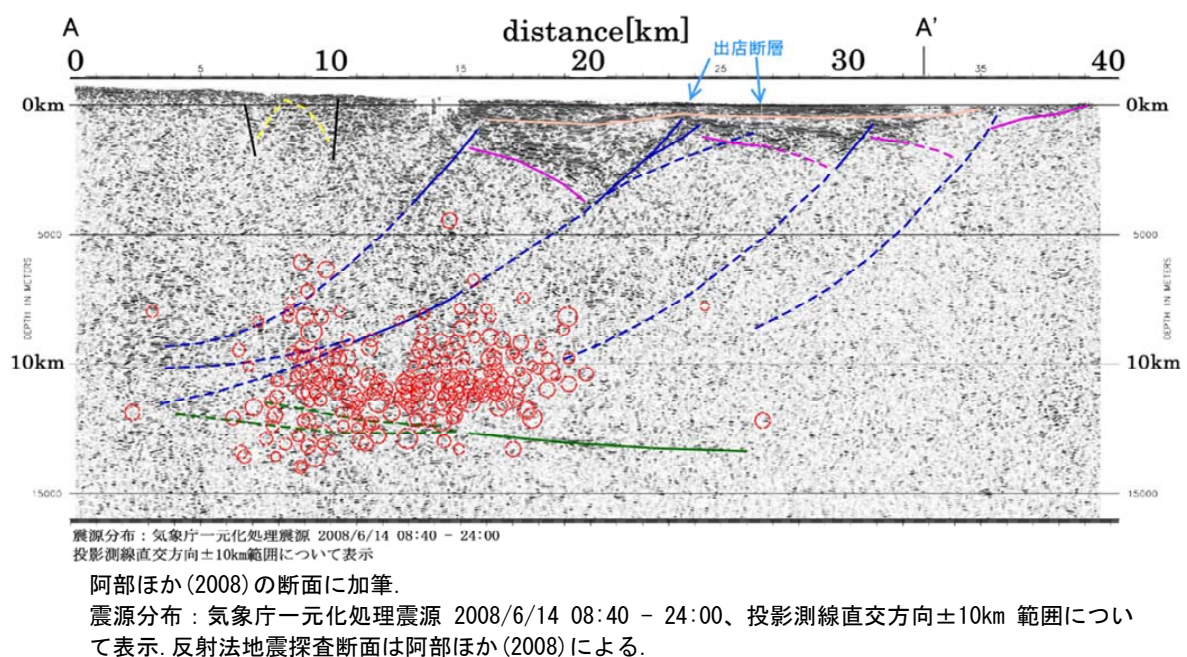 A
distance[km]
A'
出店断層
0 5 10 15 20 25 30 35 40
0km 0km
5000 5000
DEPTH IN METERS DEPTH IN METERS
10km 10km
15000 15000
震源分布：気象庁一元化処理震源 2008/6/14 08:40 - 24:00
投影測線直交方向±10km範囲について表示
阿部ほか(2008)の断面に加筆.
震源分布：気象庁一元化処理震源 2008/6/14 08:40 - 24:00、投影測線直交方向±10km 範囲につい
て表示. 反射法地震探査断面は阿部ほか(2008)による.